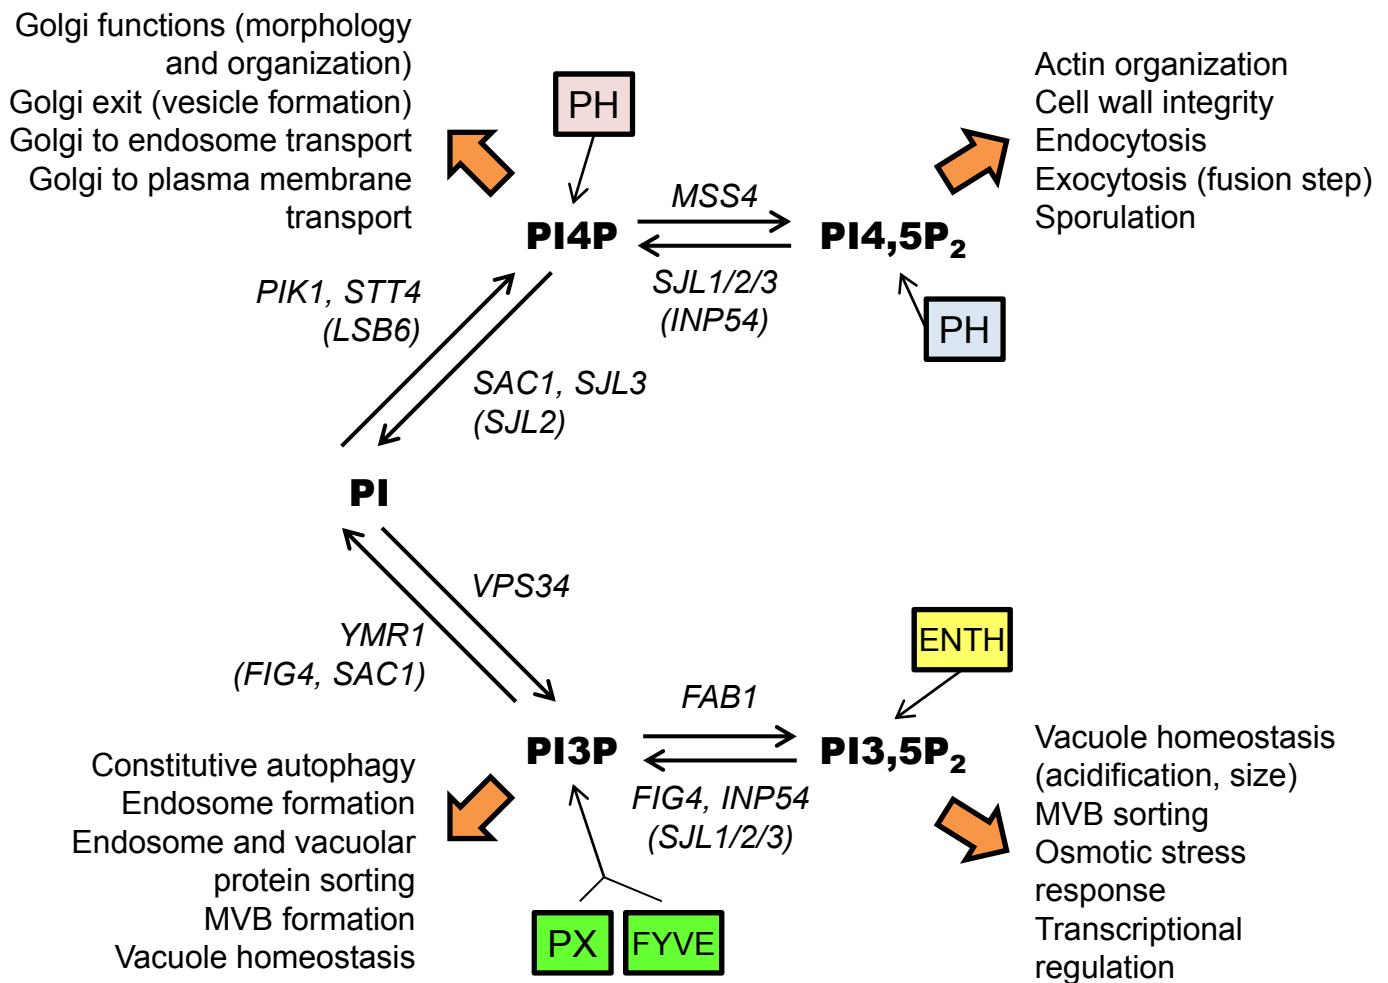 Golgi functions (morphology
and organization)
Golgi exit (vesicle formation)
Golgi to endosome transport
Golgi to plasma membrane
transport
PH
Actin organization
Cell wall integrity
Endocytosis
Exocytosis (fusion step)
Sporulation
PI4P
MSS4
PI4,5P2
SJL1/2/3
(INP54)
PH
PIK1, STT4
(LSB6)
SAC1, SJL3
(SJL2)
PI
VPS34
YMR1
(FIG4, SAC1)
ENTH
PI3P
FAB1
PI3,5P2
FIG4, INP54
(SJL1/2/3)
Constitutive autophagy
Endosome formation
Endosome and vacuolar
protein sorting
MVB formation
Vacuole homeostasis
PX
FYVE
Vacuole homeostasis
(acidification, size)
MVB sorting
Osmotic stress
response
Transcriptional
regulation